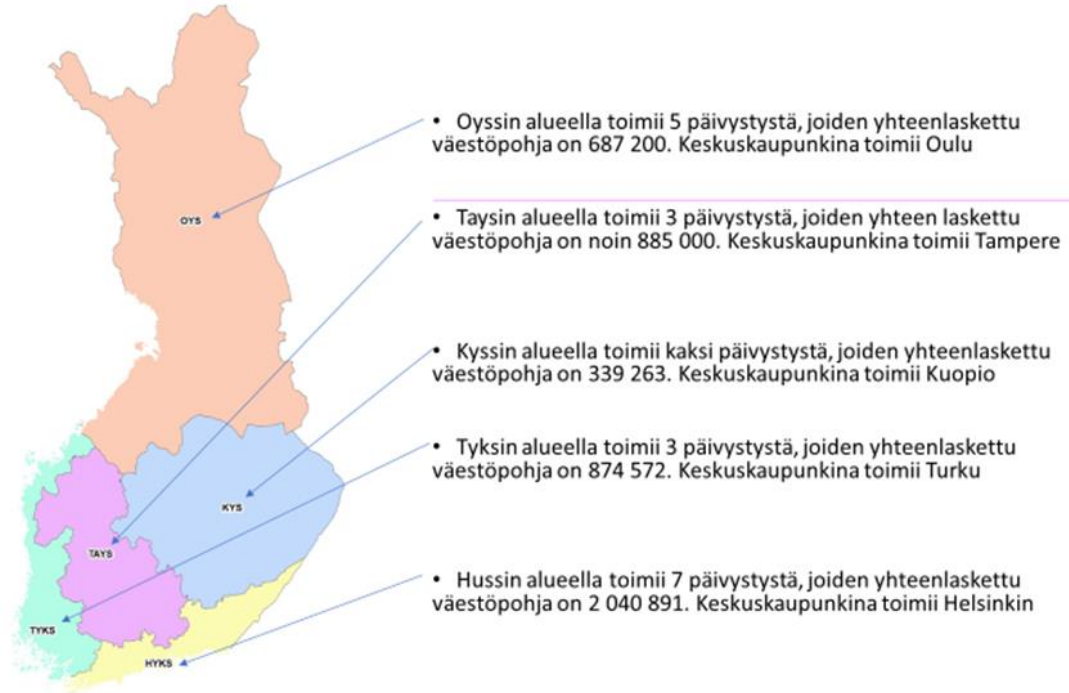 • Oyssin alueella toimii 5 päivystystä, joiden yhteenlaskettu
väestöpohja on 687 200. Keskuskaupunkina toimii Oulu
OYS
• Taysin alueella toimii 3 päivystystä, joiden yhteen laskettu
väestöpohja on noin 885 000. Keskuskaupunkina toimii Tampere
• Kyssin alueella toimii kaksi päivystystä, joiden yhteenlaskettu
väestöpohja on 339 263. Keskuskaupunkina toimii Kuopio
• Tyksin alueella toimii 3 päivystystä, joiden yhteenlaskettu
väestöpohja on 874 572. Keskuskaupunkina toimii Turku
KYS
TAYS
• Hussin alueella toimii 7 päivystystä, joiden yhteenlaskettu
väestöpohja on 2 040 891. Keskuskaupunkina toimii Helsinkin
TYKS
HYKS